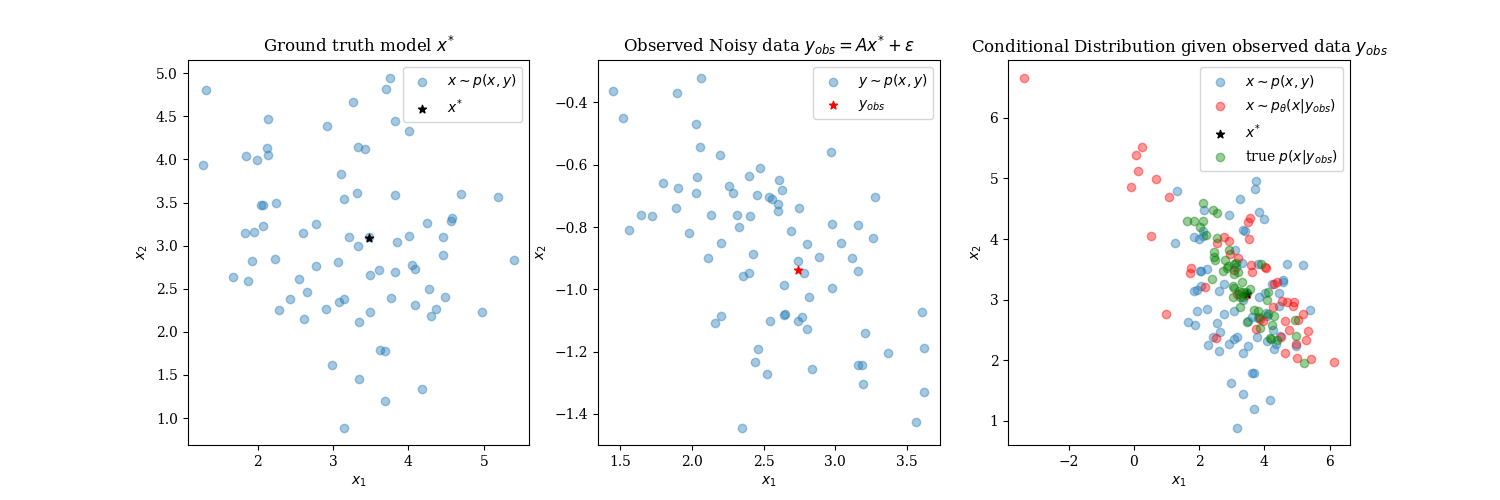 Ground truth model x*
x ~ p(x, y)
x*
5.0
4.5
4.0
3.5
3.0
2.5
2.0
1.5
1.0
x₂
2 3 4 5
x₁
Observed Noisy data y_obs = Ax* + ε
y ~ p(x, y)
y_obs
−0.4
−0.6
−0.8
−1.0
−1.2
−1.4
x₂
1.5 2.0 2.5 3.0 3.5
x₁
Conditional Distribution given observed data y_obs
x ~ p(x, y)
x ~ p_θ(x|y_obs)
x*
true p(x|y_obs)
6
5
4
3
2
1
x₂
−2 0 2 4 6
x₁